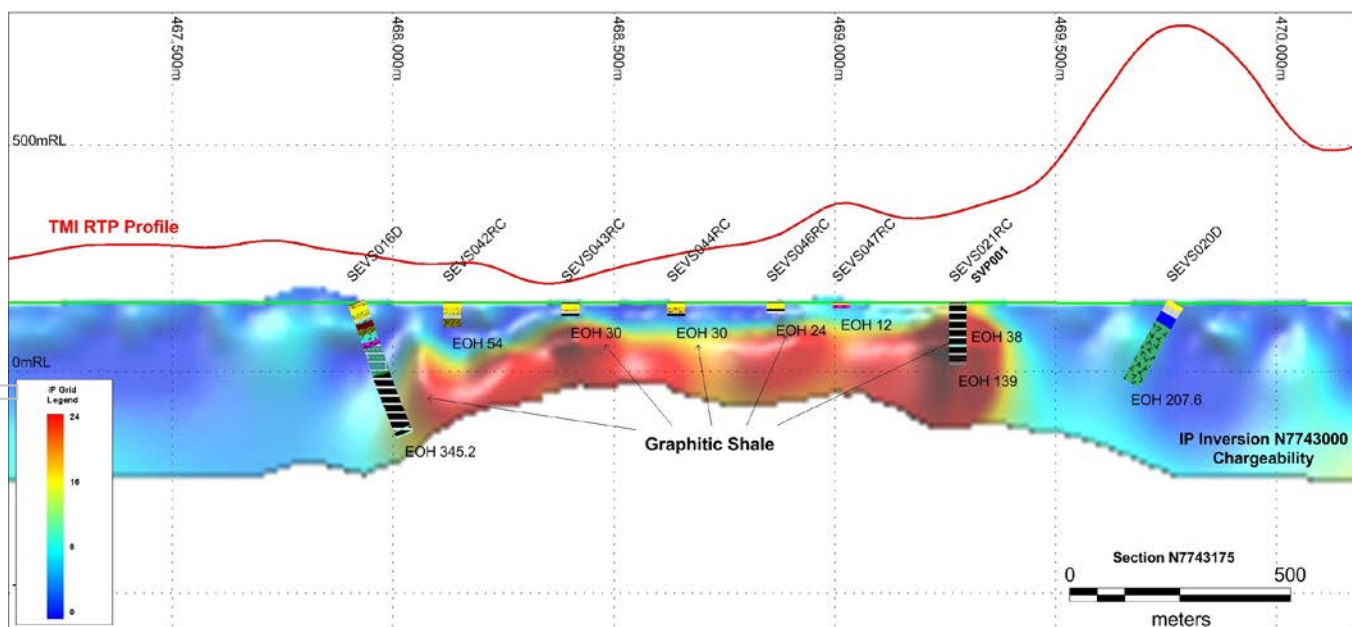 467,500m
468,000m
468,500m
469,000m
469,500m
470,000m
500mRL
TMI RTP Profile
SEVS016D
SEVS042RC
SEVS043RC
SEVS044RC
SEVS046RC
SEVS047RC
SEVS021RC
SVP001
SEVS020D
EOH 54
EOH 30
EOH 30
EOH 24
EOH 12
EOH 38
0mRL
EOH 139
EOH 207.6
IP Grid
Legend
24
16
8
0
Graphitic Shale
EOH 345.2
IP Inversion N7743000
Chargeability
Section N7743175
0
500
meters